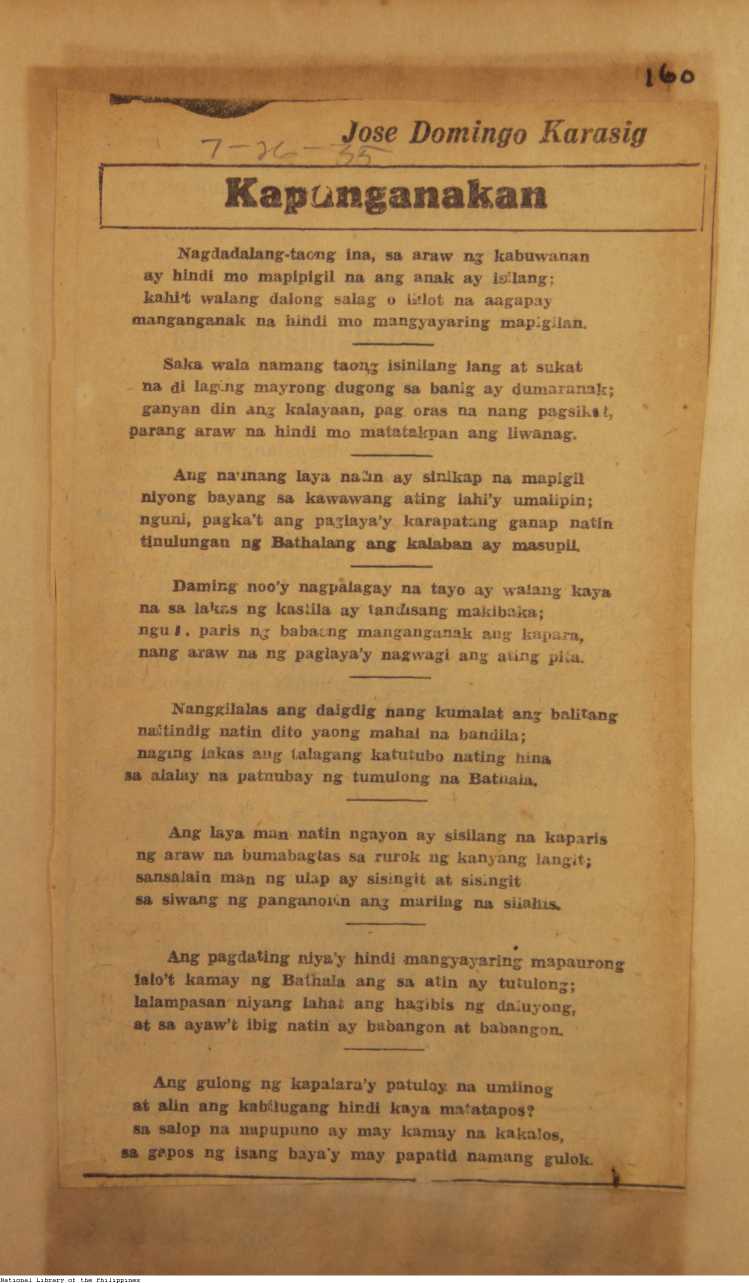 160
Jose Domingo Karasig
7-26-35
Kapanganakan
Nagdadalang-taong ina, sa araw ng kabuwanan
ay hindi mo mapipigil na ang anak ay isilang;
kahi't walang dalong salag o hilot na aagapay
manganganak na hindi mo mangyayaring mapigilan.
Saka wala namang taong isinilang lang at sukat
na di laging mayrong dugong sa banig ay dumaranak;
ganyan din ang kalayaan, pag oras na nang pagsikat,
parang araw na hindi mo matatakpan ang liwanag.
Ang na'mang laya natin ay sinikap na mapigil
niyong bayang sa kawawang ating lahi'y umalipin;
nguni, pagka't ang paglaya'y karapatang ganap natin
tinulungan ng Bathalang ang kalaban ay masupil.
Daming noo'y nagpalagay na tayo ay walang kaya
na sa lakas ng kastila ay tandisang makibaka;
paris ng babaeng manganganak ang kapara,
nang araw na ng paglaya'y nagwagi ang ating pita.
Nanggilalas ang daigdig nang kumalat ang balitang
naitindig natin dito yaong mahal na bandila;
naging lakas ang talagang katutubo nating hina
sa alalay na patnubay ng tumulong na Bathala.
Ang laya man natin ngayon ay sisilang na kaparis
ng araw na bumabagtas sa rurok ng kanyang langit;
sansalain man ng ulap ay sisingit at sisingit
sa siwang ng panganorin ang marilag na silahis.
Ang pagdating niya'y hindi mangyayaring mapaurong
lalo't kamay ng Bathala ang sa atin ay tutulong;
lalampasan niyang lahat ang hagibis ng daluyong,
at sa ayaw't ibig natin ay babangon at babangon.
Ang gulong ng kapalara'y patuloy na umiinog
at alin ang kabilugang hindi kaya matatapos?
sa salop na napupuno ay may kamay na kakalos,
sa gapos ng isang baya'y may papatid namang gulok.
National Library of the Philippines